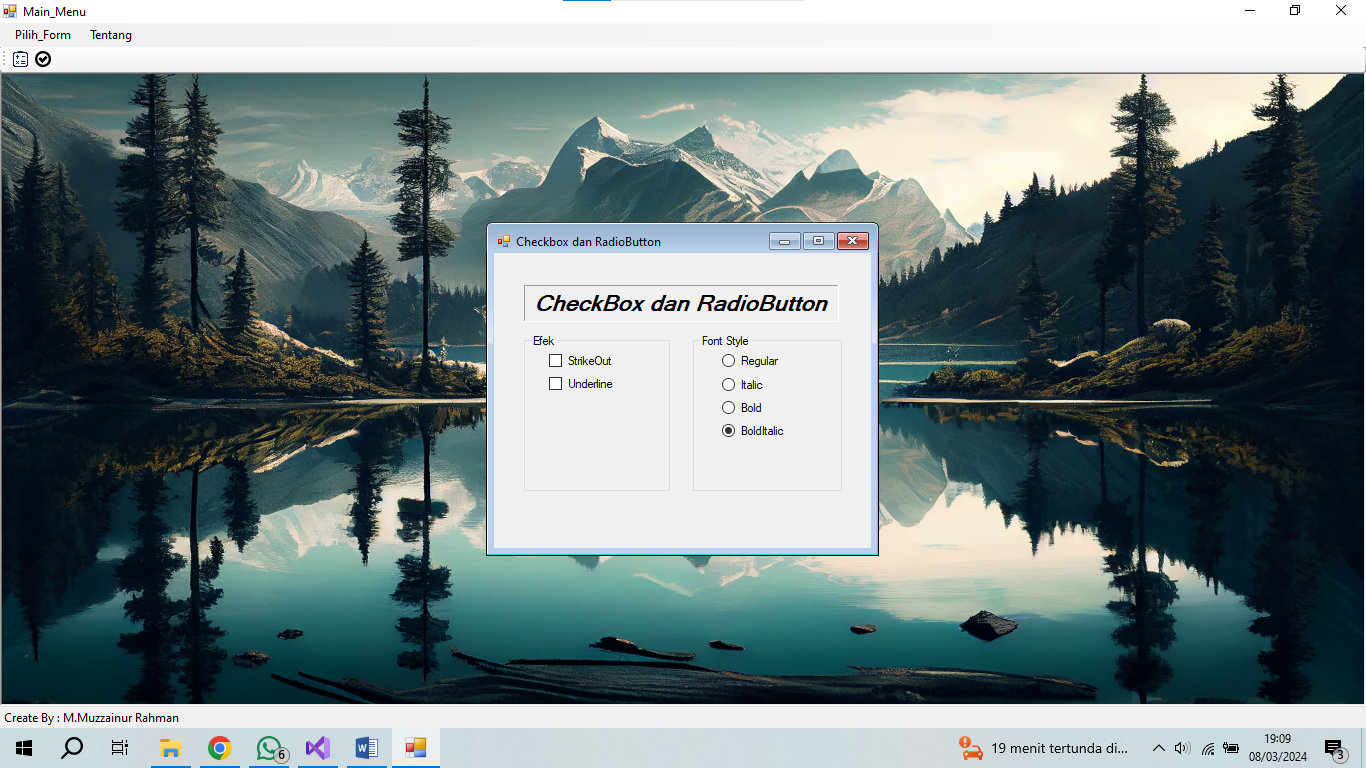 Main_Menu
Pilih_Form Tentang
Checkbox dan RadioButton
CheckBox dan RadioButton
Efek
StrikeOut
Underline
Font Style
Regular
Italic
Bold
BoldItalic
Create By : M.Muzzainur Rahman
6
19 menit tertunda di...
19:09
08/03/2024
3